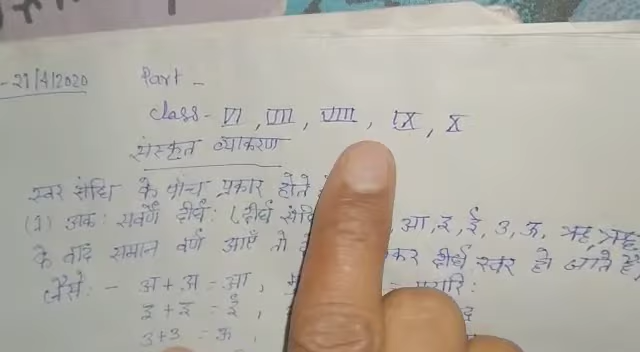 -21/4/2020
Part -
class- VI , VII , VIII , IX , X
संस्कृत व्याकरण
स्वर संधि के पाँच प्रकार होते
(1) अकः सवर्णे दीर्घः (दीर्घ आ, इ, ई, उ, ऊ, ऋ,
के बाद समान वर्ण आएँ तो कर दीर्घ स्वर हो जाते हैं,
जैसे :- अ + अ = आ ,
इ + इ = ई ,
उ + उ = ऊ ,